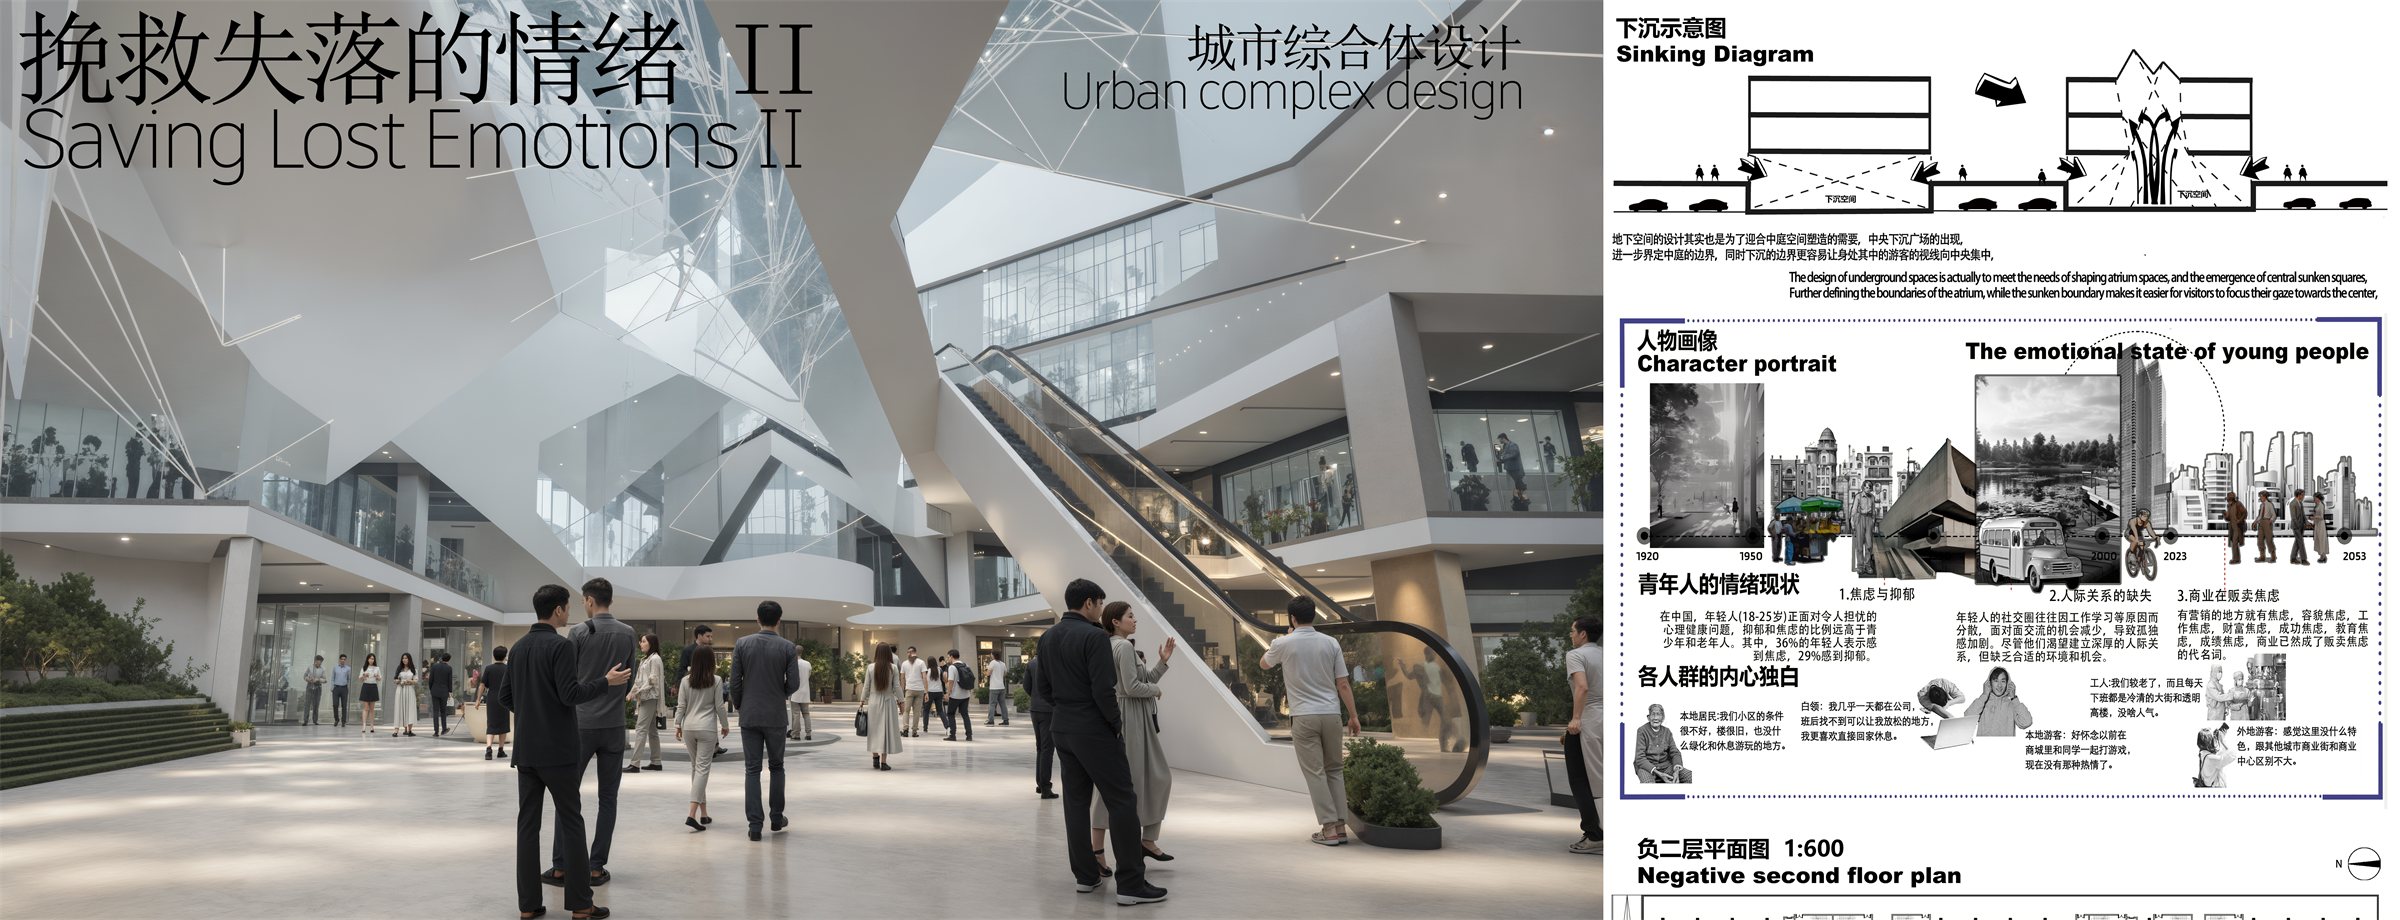 挽救失落的情绪 II
Saving Lost Emotions II
城市综合体设计
Urban complex design
下沉示意图
Sinking Diagram
下沉空间
下沉空间
地下空间的设计其实也是为了迎合中庭空间塑造的需要，中央下沉广场的出现，
进一步界定中庭的边界，同时下沉的边界更容易让身处其中的游客的视线向中央集中，
The design of underground spaces is actually to meet the needs of shaping atrium spaces, and the emergence of central sunken squares,
Further defining the boundaries of the atrium, while the sunken boundary makes it easier for visitors to focus their gaze towards the center,
人物画像
Character portrait
The emotional state of young people
1920
1950
2000
2023
2053
青年人的情绪现状
1.焦虑与抑郁
在中国，年轻人(18-25岁)正面对令人担忧的
心理健康问题，抑郁和焦虑的比例远高于青
少年和老年人。其中，36%的年轻人表示感
到焦虑，29%感到抑郁。
2.人际关系的缺失
年轻人的社交圈往往因工作学习等原因而
分散，面对面交流的机会减少，导致孤独
感加剧。尽管他们渴望建立深厚的人际关
系，但缺乏合适的环境和机会。
3.商业在贩卖焦虑
有营销的地方就有焦虑，容貌焦虑，工
作焦虑，财富焦虑，成功焦虑，教育焦
虑，成绩焦虑，商业已然成了贩卖焦虑
的代名词。
各人群的内心独白
本地居民:我们小区的条件
很不好，楼很旧，也没什
么绿化和休息游玩的地方。
白领：我几乎一天都在公司，
班后找不到可以让我放松的地方，
我更喜欢直接回家休息。
本地游客：好怀念以前在
商城里和同学一起打游戏，
现在没有那种热情了。
工人:我们较老了，而且每天
下班都是冷清的大街和透明
高楼，没啥人气。
外地游客：感觉这里没什么特
色，跟其他城市商业街和商业
中心区别不大。
负二层平面图 1:600
Negative second floor plan
N